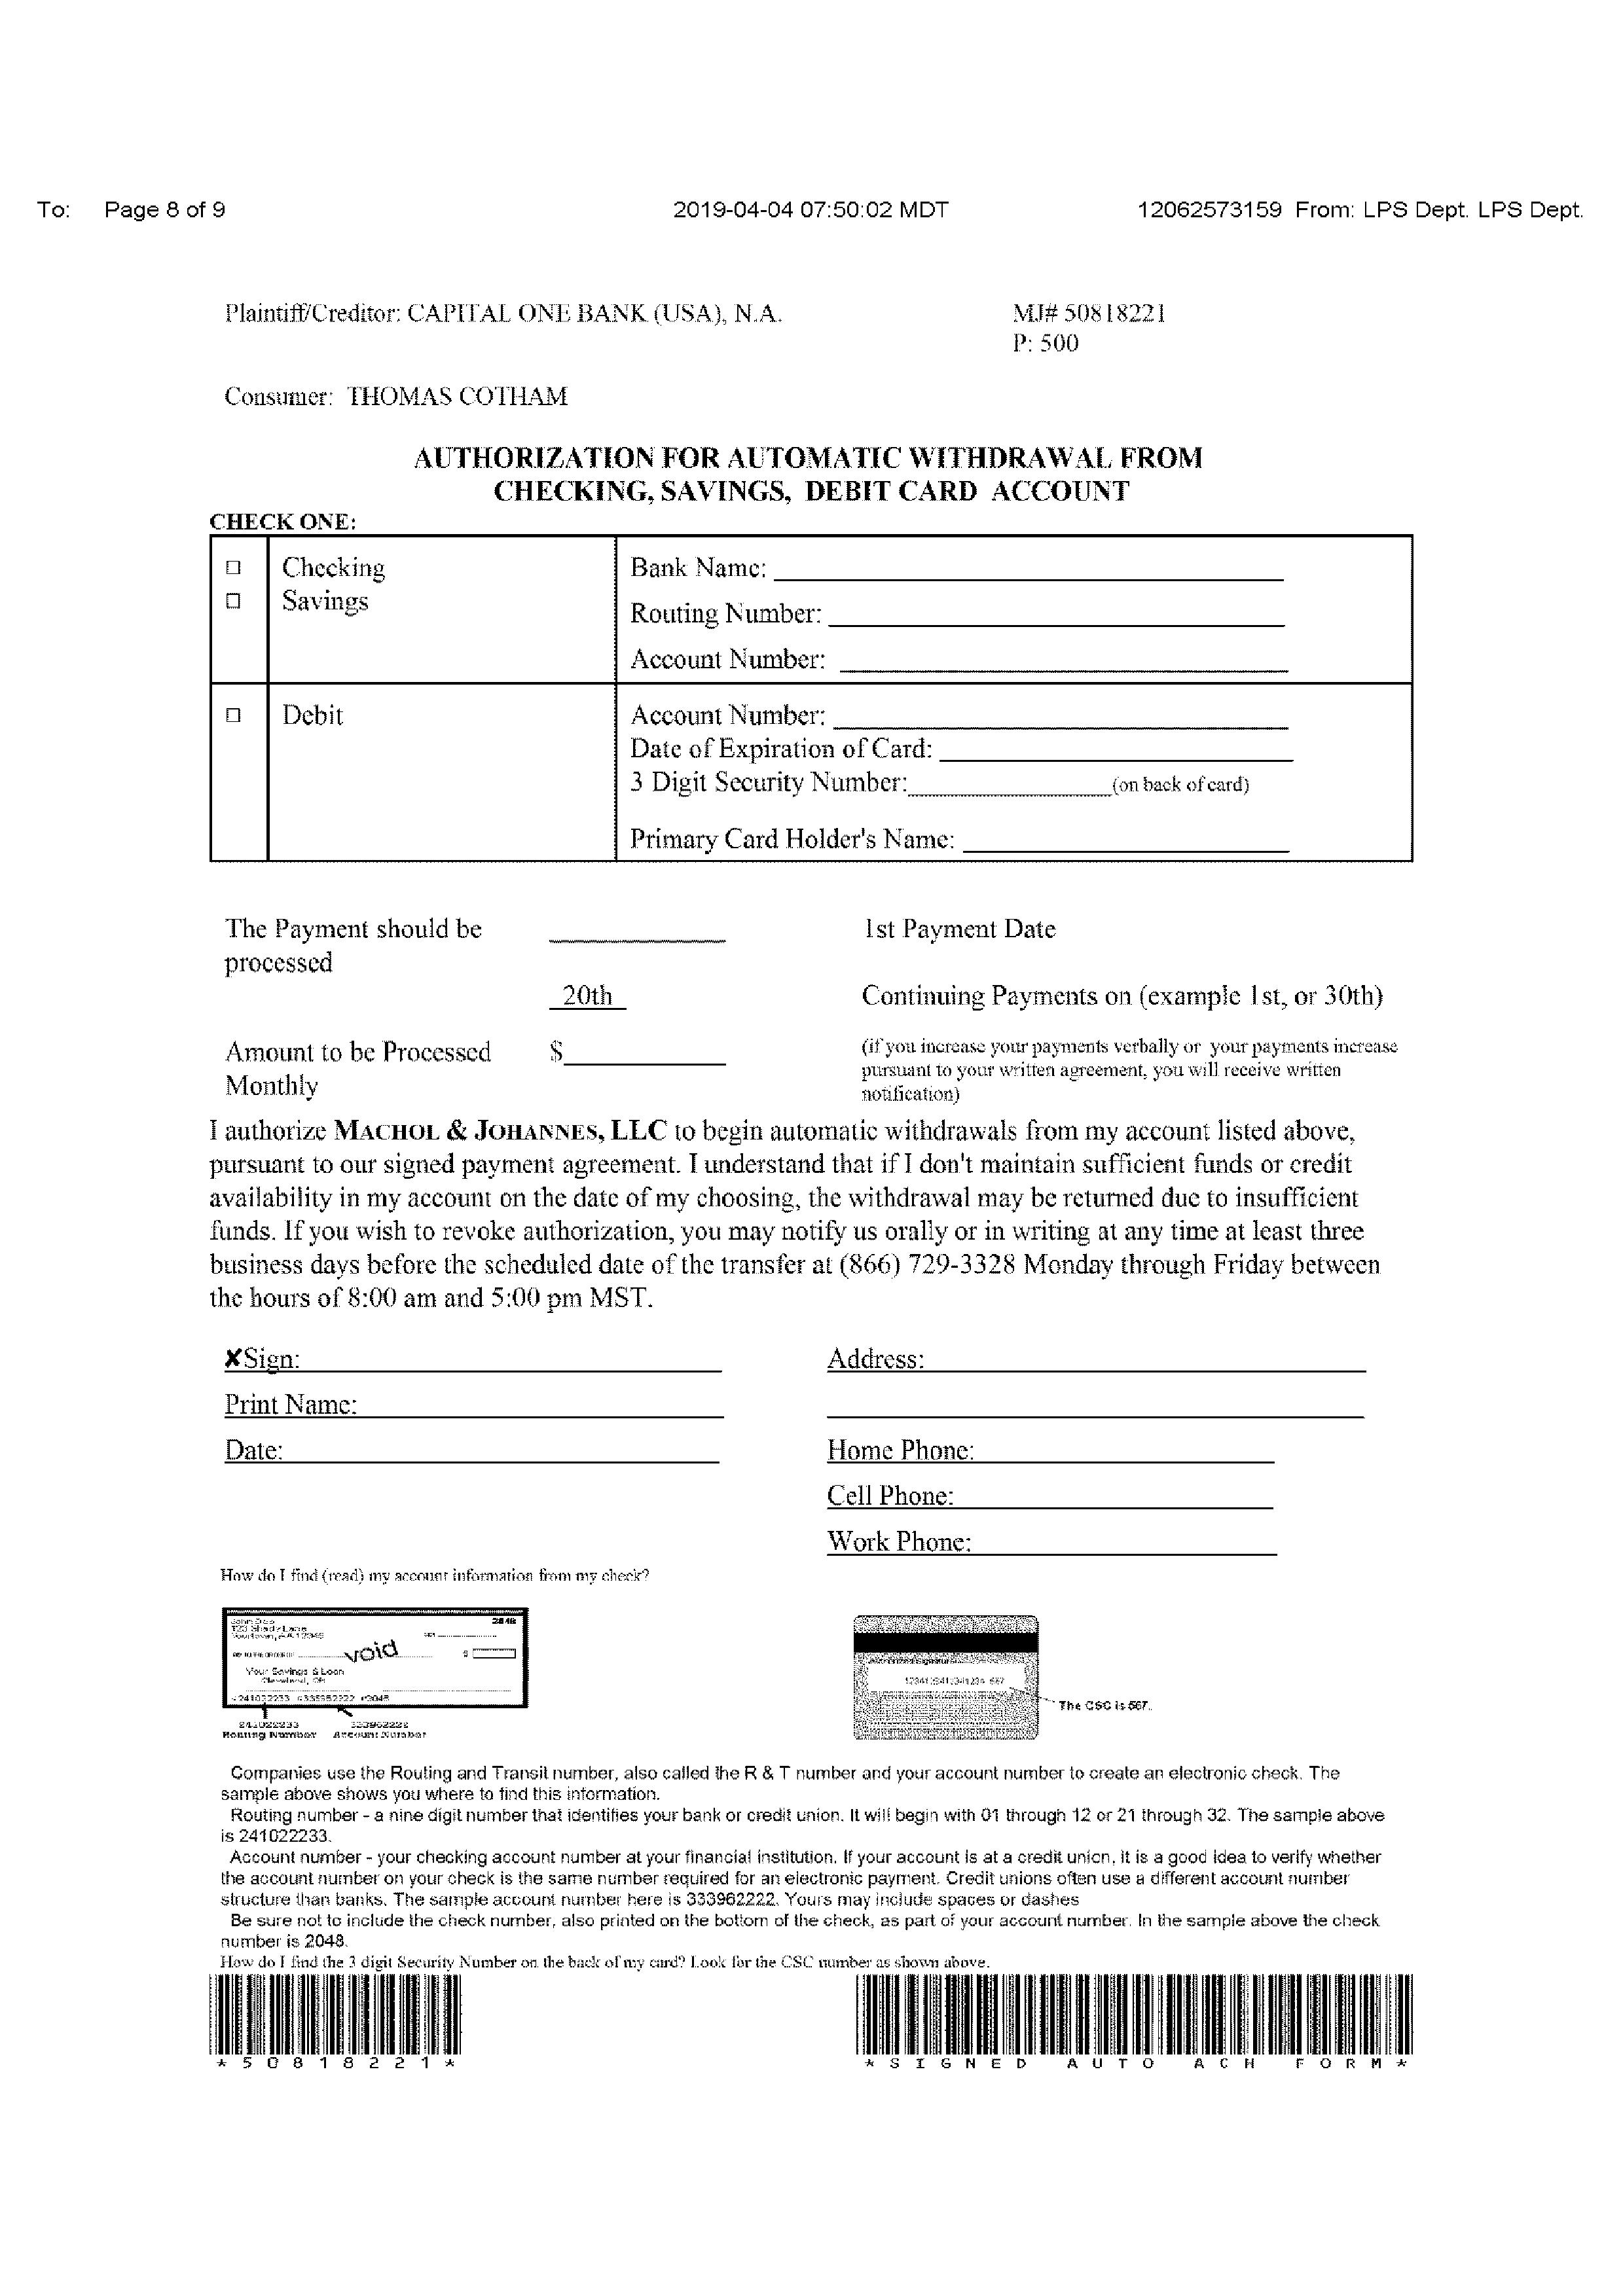 To: Page 8 of 9 2019-04-04 07:50:02 MDT 12062573159 From: LPS Dept. LPS Dept.
Plaintiff/Creditor: CAPITAL ONE BANK (USA), N.A. MJ# 50818221
P: 500
Consumer: THOMAS COTHAM
AUTHORIZATION FOR AUTOMATIC WITHDRAWAL FROM
CHECKING, SAVINGS, DEBIT CARD ACCOUNT
CHECK ONE:
☐ Checking Bank Name:
☐ Savings
Routing Number:
Account Number:
☐ Debit Account Number:
Date of Expiration of Card:
3 Digit Security Number: (on back of card)
Primary Card Holder's Name:
The Payment should be 1st Payment Date
processed
20th Continuing Payments on (example 1st, or 30th)
Amount to be Processed $ (if you increase your payments verbally or your payments increase
Monthly pursuant to your written agreement, you will receive written
notification)
I authorize MACHOL & JOHANNES, LLC to begin automatic withdrawals from my account listed above,
pursuant to our signed payment agreement. I understand that if I don't maintain sufficient funds or credit
availability in my account on the date of my choosing, the withdrawal may be returned due to insufficient
funds. If you wish to revoke authorization, you may notify us orally or in writing at any time at least three
business days before the scheduled date of the transfer at (866) 729-3328 Monday through Friday between
the hours of 8:00 am and 5:00 pm MST.
✘Sign: Address:
Print Name:
Date: Home Phone:
Cell Phone:
Work Phone:
How do I find (read) my account information from my check?
John Doe 2048
123 Shady Lane
void $
Your Savings & Loan
Cleveland, Oh
241022233 333962222 2048
241022233 333962222
Routing Number Account Number
The CSC is 567.
Companies use the Routing and Transit number, also called the R & T number and your account number to create an electronic check. The
sample above shows you where to find this information.
Routing number - a nine digit number that identifies your bank or credit union. It will begin with 01 through 12 or 21 through 32. The sample above
is 241022233.
Account number - your checking account number at your financial institution. If your account is at a credit union, it is a good idea to verify whether
the account number on your check is the same number required for an electronic payment. Credit unions often use a different account number
structure than banks. The sample account number here is 333962222. Yours may include spaces or dashes
Be sure not to include the check number, also printed on the bottom of the check, as part of your account number. In the sample above the check
number is 2048.
How do I find the 3 digit Security Number on the back of my card? Look for the CSC number as shown above.
*50818221* *SIGNED AUTO ACH FORM*